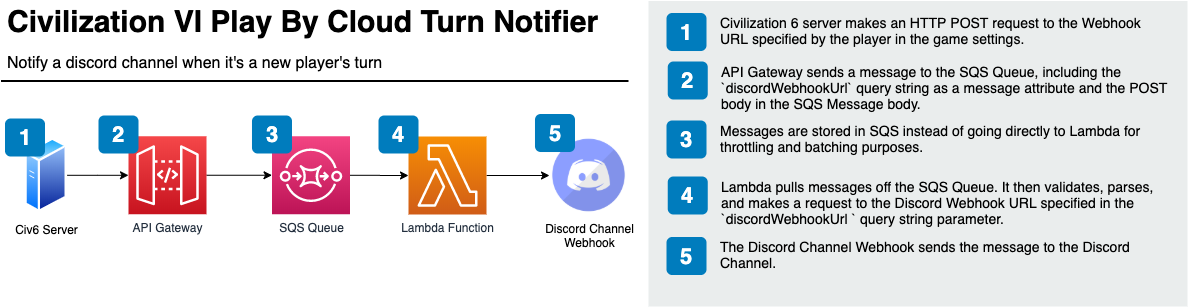 Civilization VI Play By Cloud Turn Notifier
Notify a discord channel when it's a new player's turn
1
2
3
4
5
</>
Civ6 Server
API Gateway
SQS Queue
Lambda Function
Discord Channel
Webhook
1
Civilization 6 server makes an HTTP POST request to the Webhook
URL specified by the player in the game settings.
2
API Gateway sends a message to the SQS Queue, including the
`discordWebhookUrl` query string as a message attribute and the POST
body in the SQS Message body.
3
Messages are stored in SQS instead of going directly to Lambda for
throttling and batching purposes.
4
Lambda pulls messages off the SQS Queue. It then validates, parses,
and makes a request to the Discord Webhook URL specified in the
`discordWebhookUrl ` query string parameter.
5
The Discord Channel Webhook sends the message to the Discord
Channel.